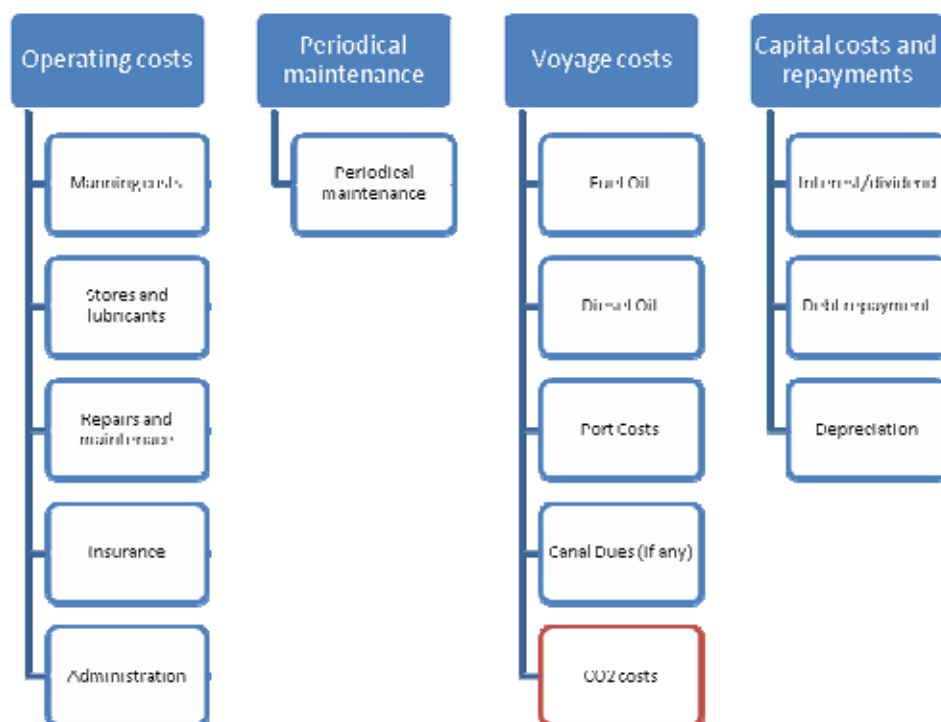 Operating costs
Manning costs
Stores and
lubricants
Repairs and
maintenance
Insurance
Administration
Periodical
maintenance
Periodical
maintenance
Voyage costs
Fuel Oil
Diesel Oil
Port Costs
Canal Dues (If any)
CO2 costs
Capital costs and
repayments
Interest/dividend
Debt repayment
Depreciation